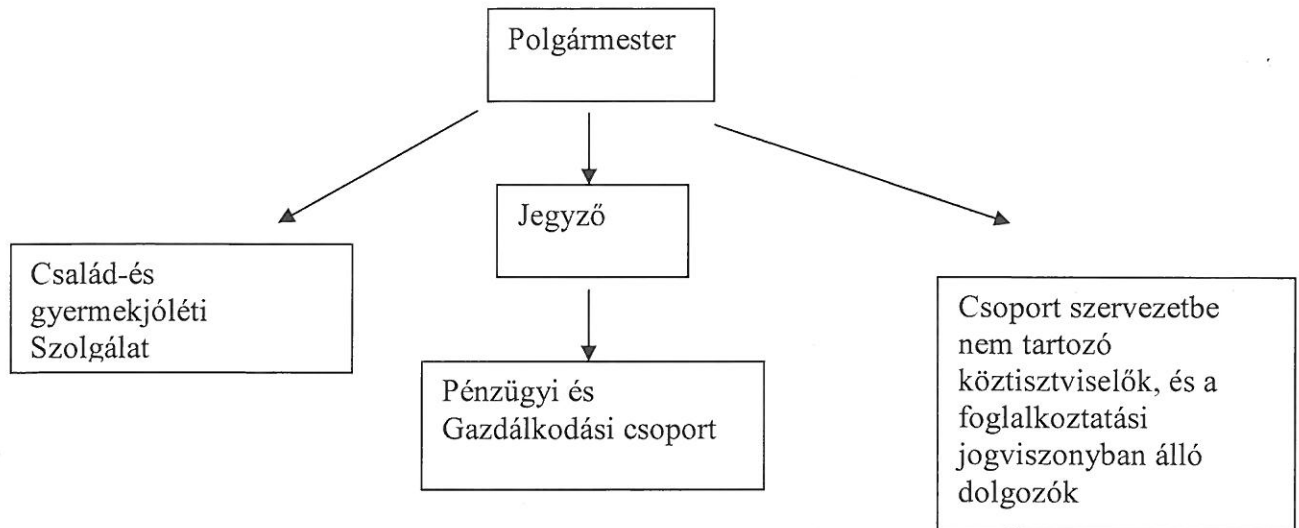 Polgármester
Jegyző
Család-és
gyermekjóléti
Szolgálat
Pénzügyi és
Gazdálkodási csoport
Csoport szervezetbe
nem tartozó
köztisztviselők, és a
foglalkoztatási
jogviszonyban álló
dolgozók